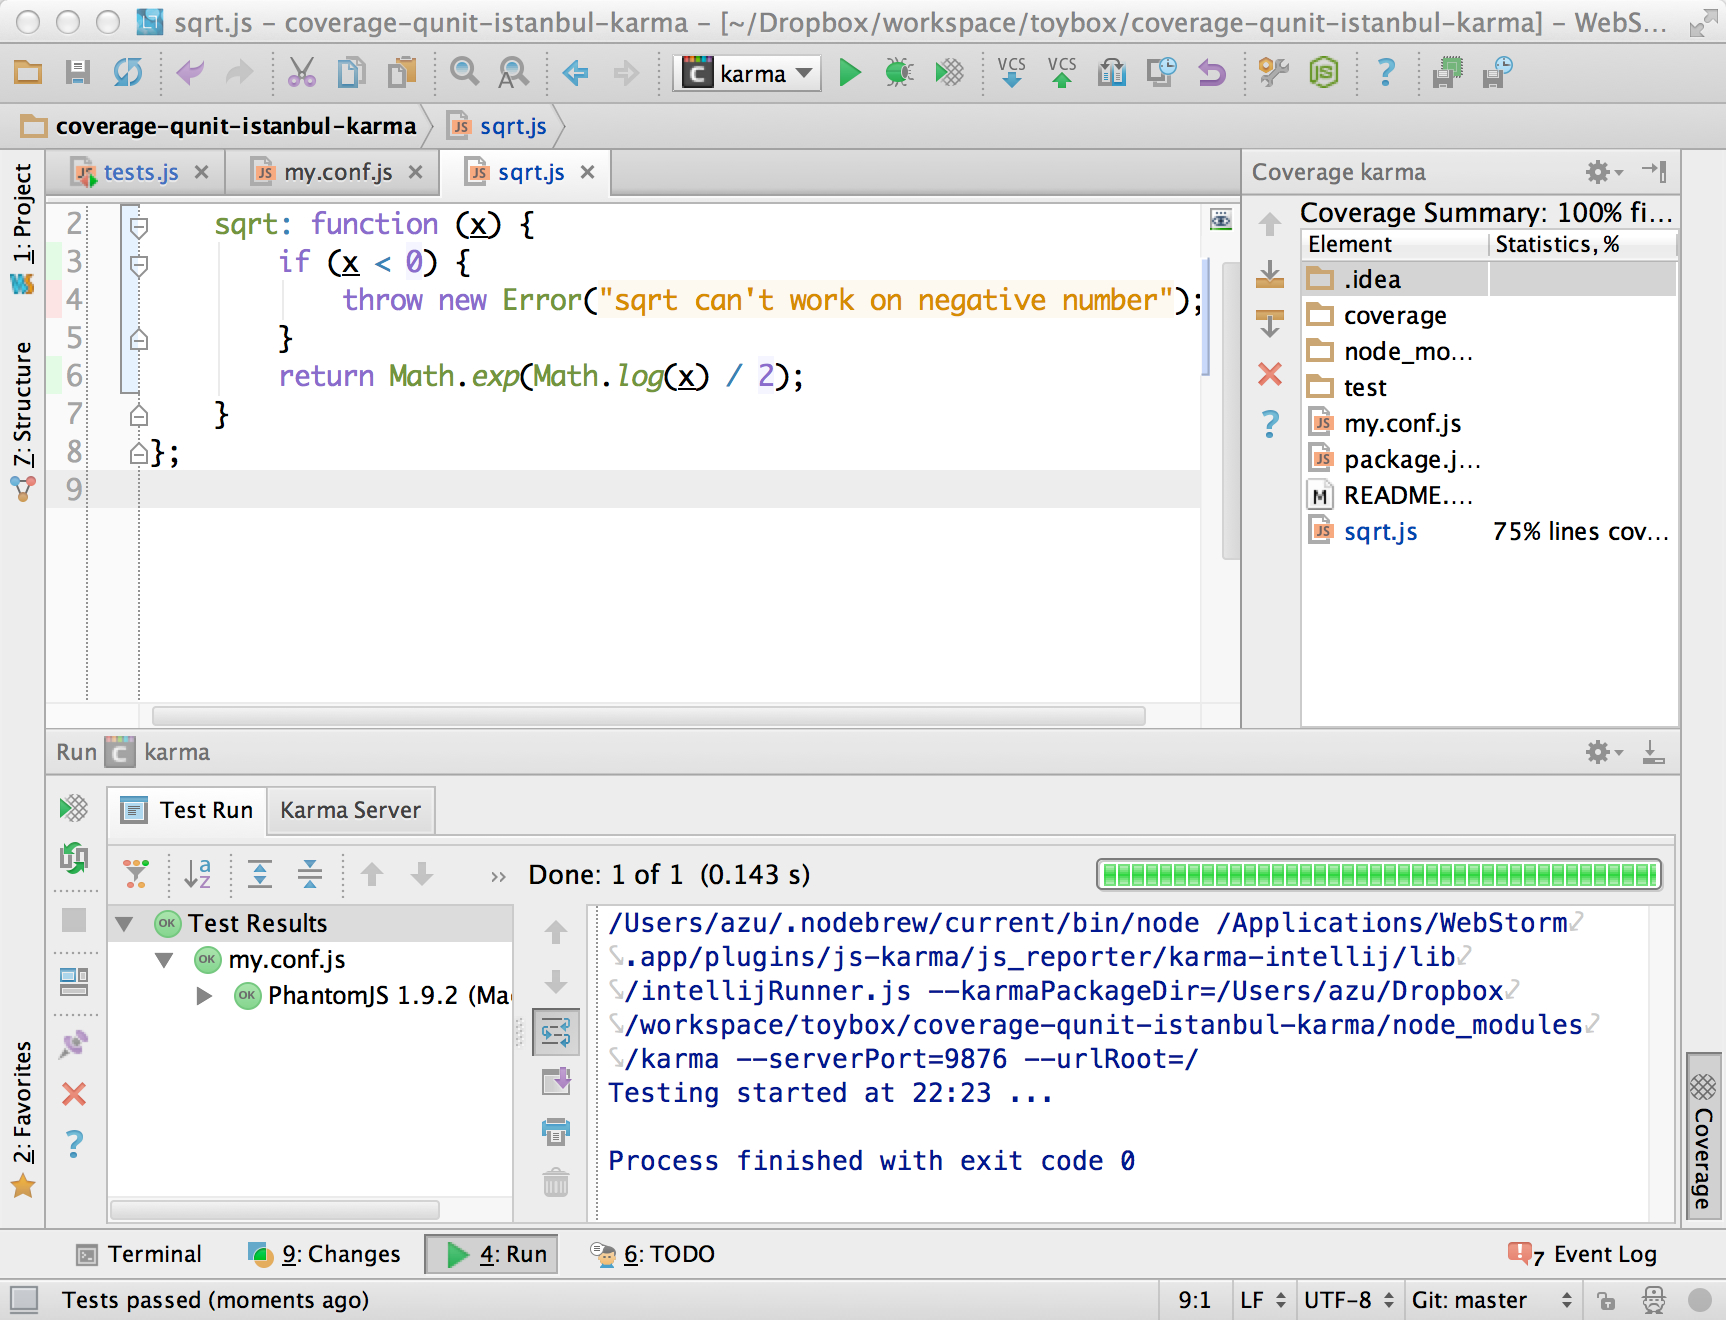 sqrt.js – coverage-qunit-istanbul-karma – [~/Dropbox/workspace/toybox/coverage-qunit-istanbul-karma] – WebS...
karma
VCS VCS
coverage-qunit-istanbul-karma sqrt.js
1: Project
7: Structure
2: Favorites
tests.js my.conf.js sqrt.js
2 sqrt: function (x) {
3 if (x < 0) {
4 throw new Error("sqrt can't work on negative number");
5 }
6 return Math.exp(Math.log(x) / 2);
7 }
8 };
9
Coverage karma
Coverage Summary: 100% fi...
Element Statistics, %
.idea
coverage
node_mo...
test
my.conf.js
package.j...
README....
sqrt.js 75% lines cov...
Run karma
Test Run Karma Server
Done: 1 of 1 (0.143 s)
OK Test Results
OK my.conf.js
OK PhantomJS 1.9.2 (Mac
/Users/azu/.nodebrew/current/bin/node /Applications/WebStorm
.app/plugins/js-karma/js_reporter/karma-intellij/lib
/intellijRunner.js --karmaPackageDir=/Users/azu/Dropbox
/workspace/toybox/coverage-qunit-istanbul-karma/node_modules
/karma --serverPort=9876 --urlRoot=/
Testing started at 22:23 ...
Process finished with exit code 0
Coverage
Terminal 9: Changes 4: Run 6: TODO 7 Event Log
Tests passed (moments ago) 9:1 LF UTF-8 Git: master